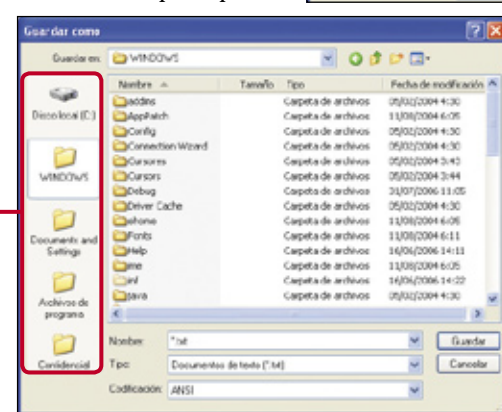 Guardar como
Guardar en: WINDOWS
Nombre Tamaño Tipo Fecha de modificación
addins Carpeta de archivos 05/02/2004 4:30
AppPatch Carpeta de archivos 11/08/2004 6:05
Config Carpeta de archivos 05/02/2004 4:30
Connection Wizard Carpeta de archivos 05/02/2004 4:30
Cursores Carpeta de archivos 05/02/2004 3:43
Cursors Carpeta de archivos 05/02/2004 3:44
Debug Carpeta de archivos 31/07/2006 11:05
Driver Cache Carpeta de archivos 05/02/2004 4:30
ehome Carpeta de archivos 11/08/2004 6:05
Fonts Carpeta de archivos 11/08/2004 6:11
Help Carpeta de archivos 16/06/2006 14:11
ime Carpeta de archivos 11/08/2004 6:05
inf Carpeta de archivos 16/06/2006 14:22
java Carpeta de archivos 05/02/2004 4:30
Disco local (C:)
WINDOWS
Documents and
Settings
Archivos de
programa
Confidencial
Nombre: *.txt Guardar
Tipo: Documentos de texto (*.txt) Cancelar
Codificación: ANSI